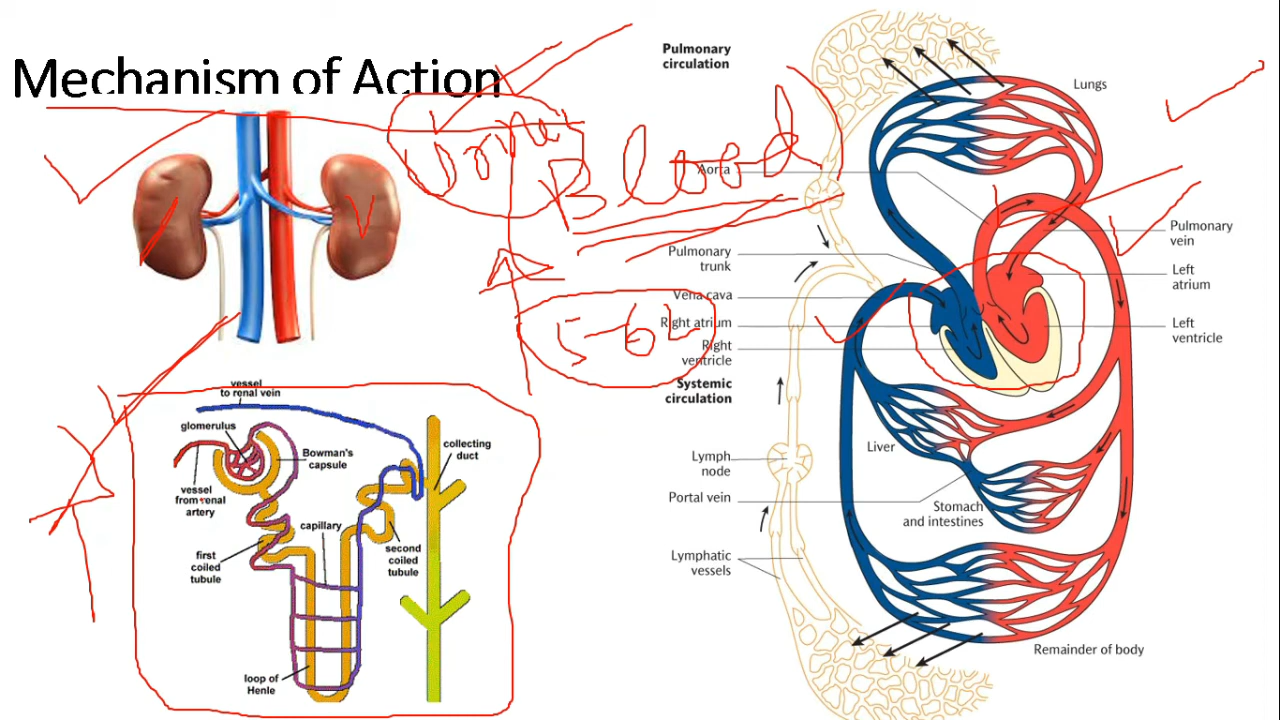 Mechanism of Action
Urine
Blood
5-6L
vessel
to renal vein
glomerulus
Bowman's
capsule
collecting
duct
vessel
from renal
artery
capillary
first
coiled
tubule
second
coiled
tubule
loop of
Henle
Pulmonary
circulation
Lungs
Aorta
Pulmonary
vein
Pulmonary
trunk
Left
atrium
Vena cava
Right atrium
Left
ventricle
Right
ventricle
Systemic
circulation
Liver
Lymph
node
Portal vein
Stomach
and intestines
Lymphatic
vessels
Remainder of body